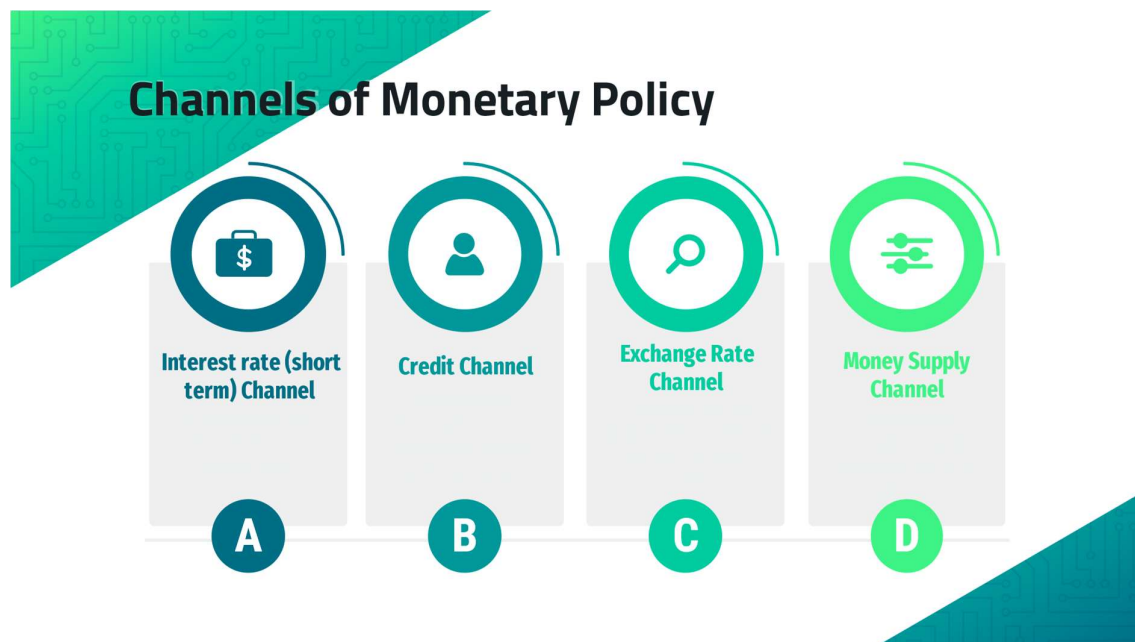 Channels of Monetary Policy
$
Interest rate (short
term) Channel
Credit Channel
Exchange Rate
Channel
Money Supply
Channel
A
B
C
D